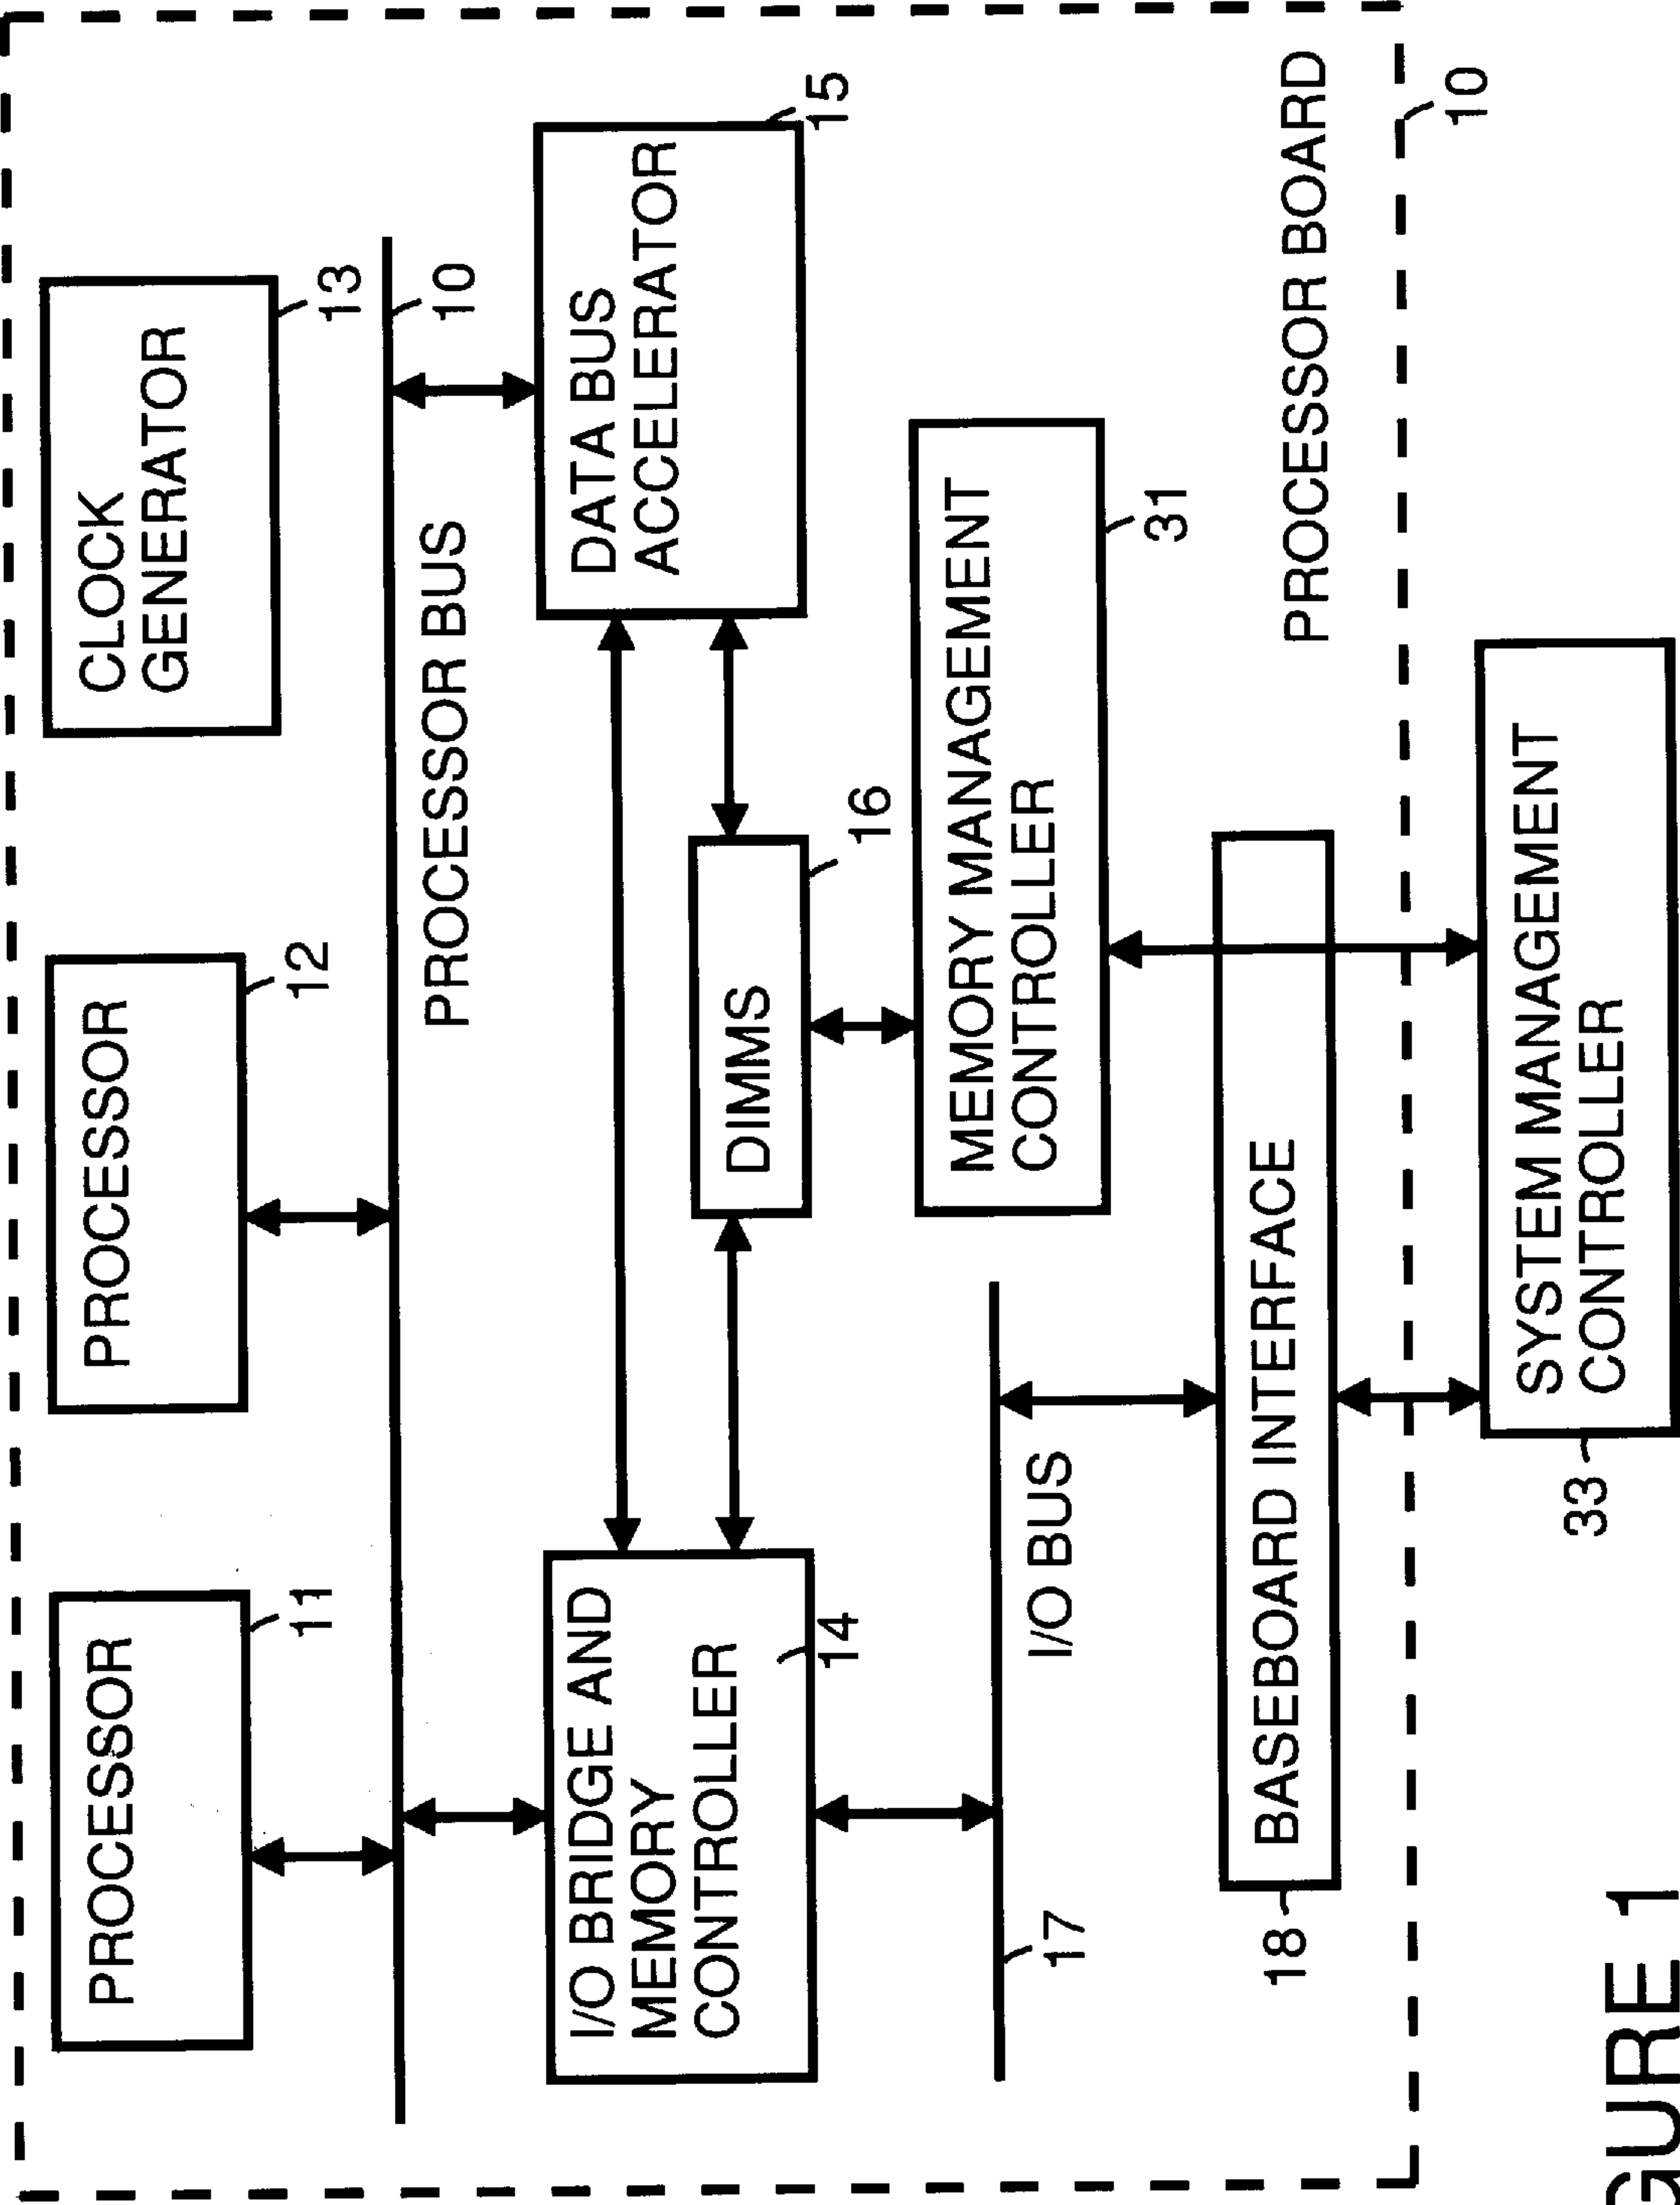 PROCESSOR
11
PROCESSOR
12
CLOCK
GENERATOR
13
10
PROCESSOR BUS
I/O BRIDGE AND
MEMORY
CONTROLLER
14
DIMMS
16
DATA BUS
ACCELERATOR
15
MEMORY MANAGEMENT
CONTROLLER
31
17
I/O BUS
18
BASEBOARD INTERFACE
PROCESSOR BOARD
10
33
SYSTEM MANAGEMENT
CONTROLLER
GURE 1